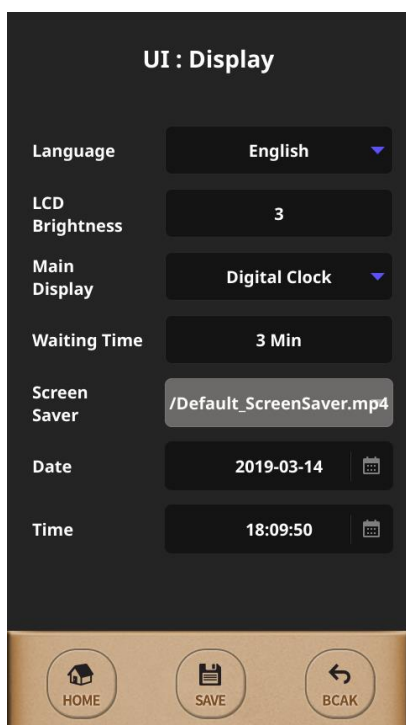 UI : Display
Language
English
LCD
Brightness
3
Main
Display
Digital Clock
Waiting Time
3 Min
Screen
Saver
/Default_ScreenSaver.mp4
Date
2019-03-14
Time
18:09:50
HOME
SAVE
BCAK